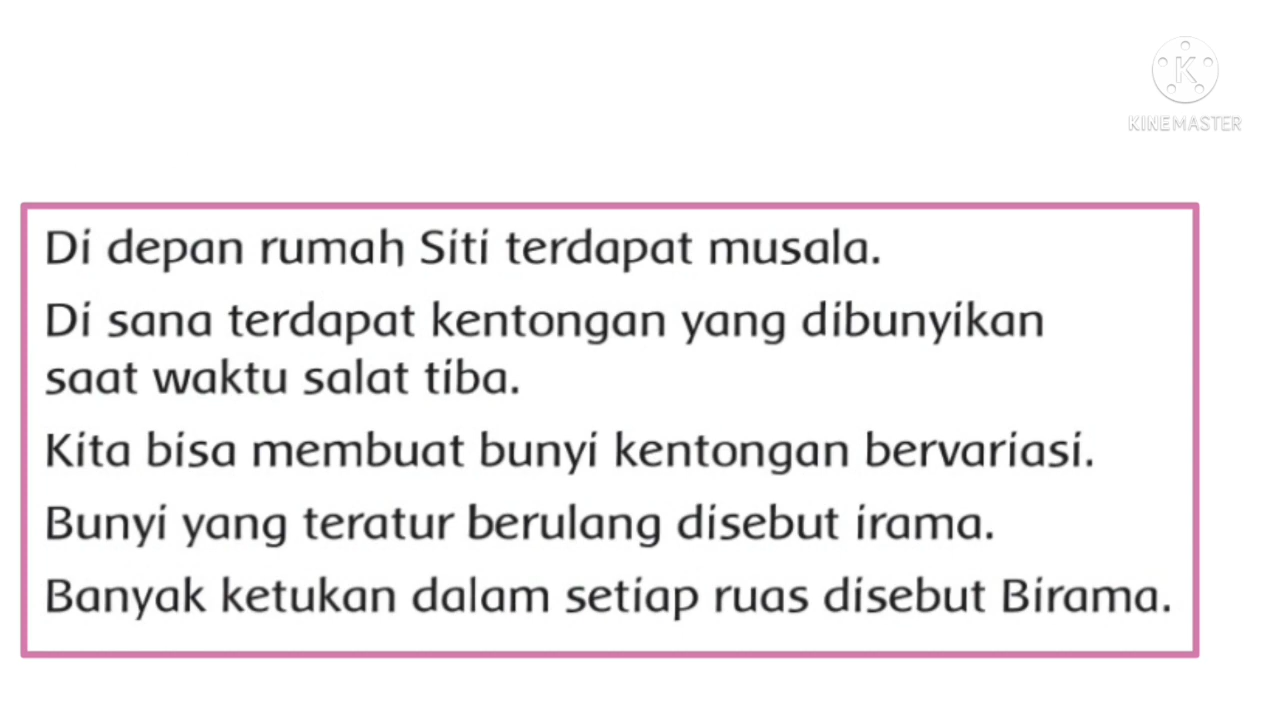 KINEMASTER
Di depan rumah Siti terdapat musala.
Di sana terdapat kentongan yang dibunyikan
saat waktu salat tiba.
Kita bisa membuat bunyi kentongan bervariasi.
Bunyi yang teratur berulang disebut irama.
Banyak ketukan dalam setiap ruas disebut Birama.